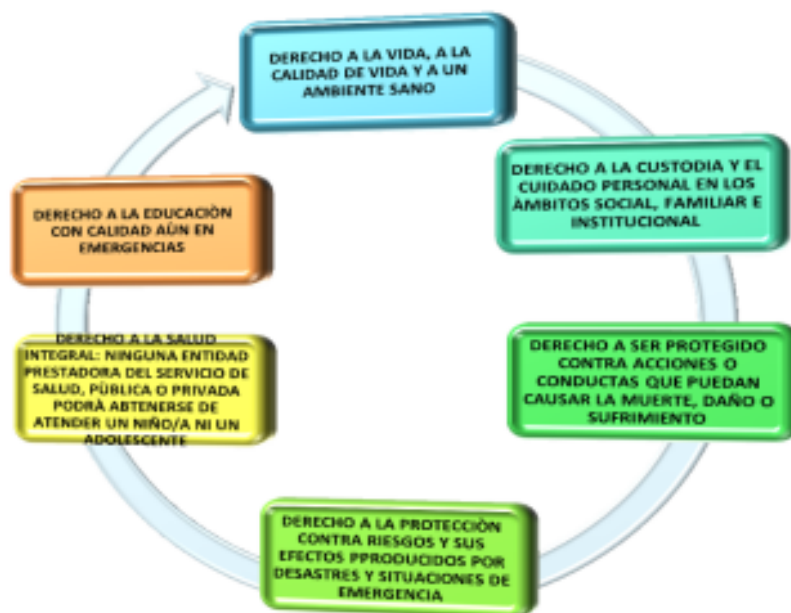 DERECHO A LA VIDA, A LA
CALIDAD DE VIDA Y A UN
AMBIENTE SANO
DERECHO A LA CUSTODIA Y EL
CUIDADO PERSONAL EN LOS
ÀMBITOS SOCIAL, FAMILIAR E
INSTITUCIONAL
DERECHO A SER PROTEGIDO
CONTRA ACCIONES O
CONDUCTAS QUE PUEDAN
CAUSAR LA MUERTE, DAÑO O
SUFRIMIENTO
DERECHO A LA PROTECCIÒN
CONTRA RIESGOS Y SUS
EFECTOS PPRODUCIDOS POR
DESASTRES Y SITUACIONES DE
EMERGENCIA
DERECHO A LA SALUD
INTEGRAL: NINGUNA ENTIDAD
PRESTADORA DEL SERVICIO DE
SALUD, PÙBLICA O PRIVADA
PODRÀ ABTENERSE DE
ATENDER UN NIÑO/A NI UN
ADOLESCENTE
DERECHO A LA EDUCACIÒN
CON CALIDAD AÙN EN
EMERGENCIAS